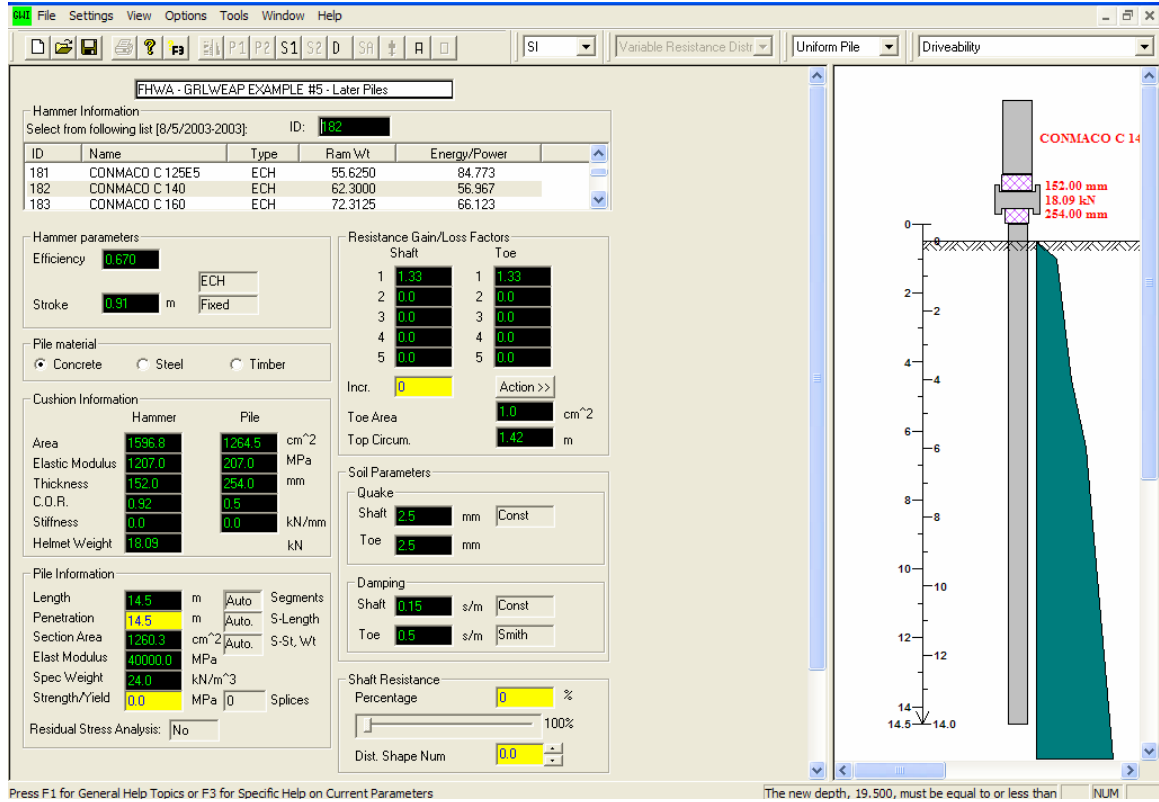 GWI File Settings View Options Tools Window Help
F3 P1 P2 S1 S2 D SA A SI Variable Resistance Distr Uniform Pile Driveability
FHWA - GRLWEAP EXAMPLE #5 - Later Piles
Hammer Information
Select from following list [8/5/2003-2003]: ID: 182
ID Name Type Ram Wt Energy/Power
181 CONMACO C 125E5 ECH 55.6250 84.773
182 CONMACO C 140 ECH 62.3000 56.967
183 CONMACO C 160 ECH 72.3125 66.123
Hammer parameters
Efficiency 0.670
ECH
Stroke 0.91 m Fixed
Pile material
Concrete Steel Timber
Cushion Information
Hammer Pile
Area 1596.8 1264.5 cm^2
Elastic Modulus 1207.0 207.0 MPa
Thickness 152.0 254.0 mm
C.O.R. 0.92 0.5
Stiffness 0.0 0.0 kN/mm
Helmet Weight 18.09 kN
Pile Information
Length 14.5 m Auto Segments
Penetration 14.5 m Auto. S-Length
Section Area 1260.3 cm^2 Auto. S-St, Wt
Elast Modulus 40000.0 MPa
Spec Weight 24.0 kN/m^3
Strength/Yield 0.0 MPa 0 Splices
Residual Stress Analysis: No
Resistance Gain/Loss Factors
Shaft Toe
1 1.33 1 1.33
2 0.0 2 0.0
3 0.0 3 0.0
4 0.0 4 0.0
5 0.0 5 0.0
Incr. 0 Action >>
Toe Area 1.0 cm^2
Top Circum. 1.42 m
Soil Parameters
Quake
Shaft 2.5 mm Const
Toe 2.5 mm
Damping
Shaft 0.15 s/m Const
Toe 0.5 s/m Smith
Shaft Resistance
Percentage 0 %
100%
Dist. Shape Num 0.0
CONMACO C 14
152.00 mm
18.09 kN
254.00 mm
0
0
2
2
4
4
6
6
8
8
10
10
12
12
14
14.5 14.0
Press F1 for General Help Topics or F3 for Specific Help on Current Parameters The new depth, 19.500, must be equal to or less than NUM